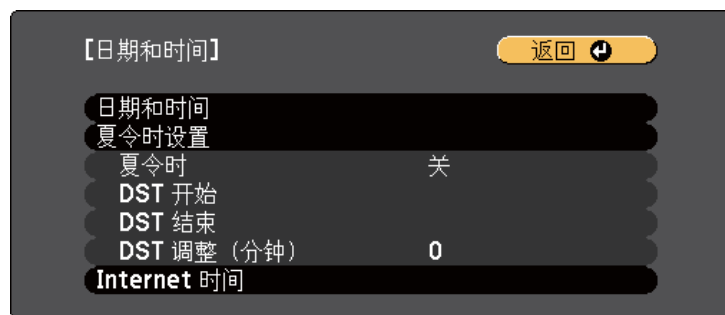 【日期和时间】
返回
日期和时间
夏令时设置
夏令时 关
DST 开始
DST 结束
DST 调整（分钟） 0
Internet 时间